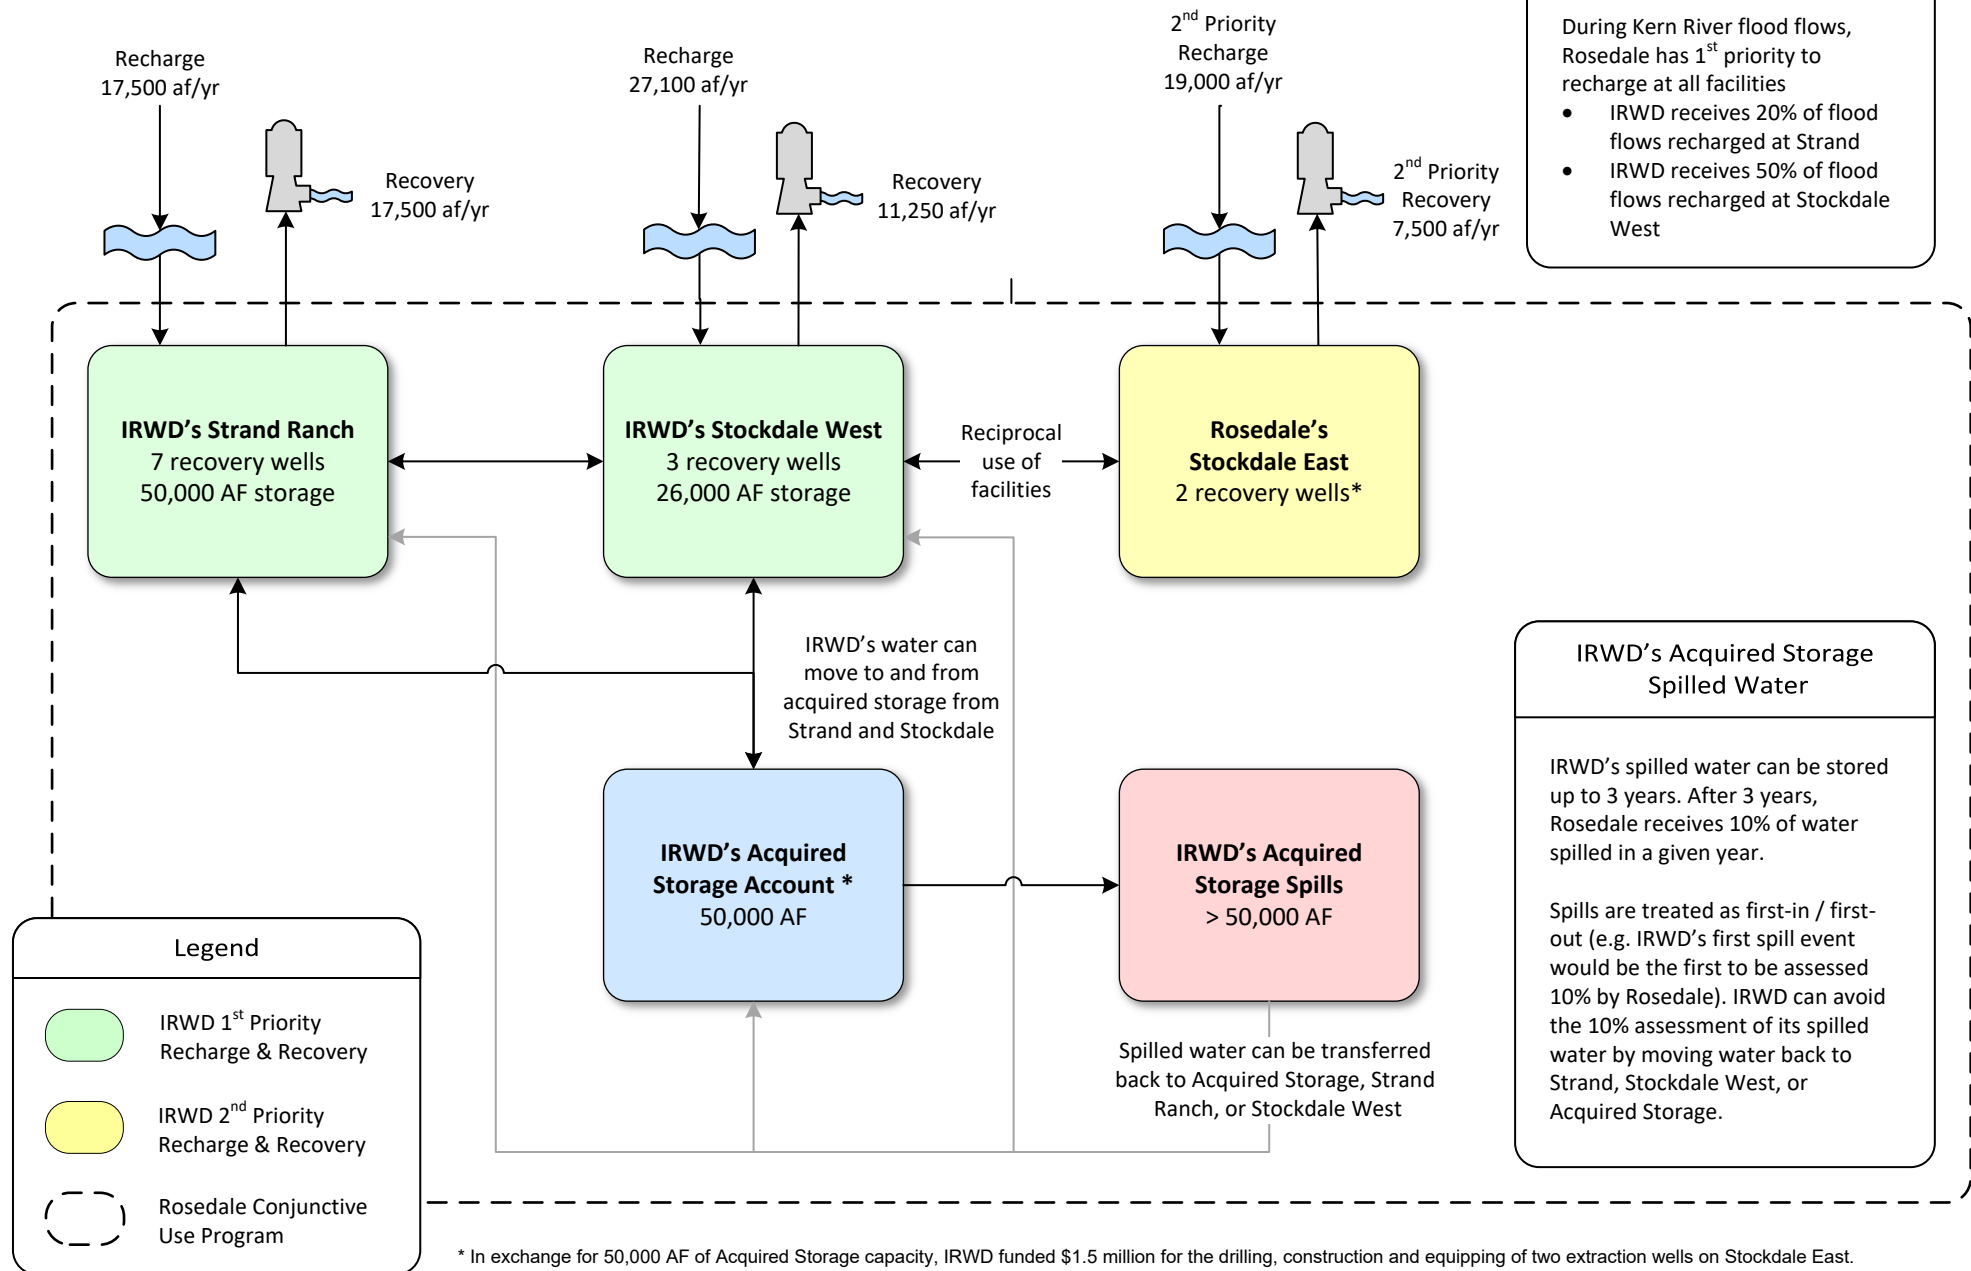 Recharge
17,500 af/yr
Recovery
17,500 af/yr
Recharge
27,100 af/yr
Recovery
11,250 af/yr
2nd Priority
Recharge
19,000 af/yr
2nd Priority
Recovery
7,500 af/yr
During Kern River flood flows,
Rosedale has 1st priority to
recharge at all facilities
• IRWD receives 20% of flood
flows recharged at Strand
• IRWD receives 50% of flood
flows recharged at Stockdale
West
IRWD’s Strand Ranch
7 recovery wells
50,000 AF storage
IRWD’s Stockdale West
3 recovery wells
26,000 AF storage
Reciprocal
use of
facilities
Rosedale’s
Stockdale East
2 recovery wells*
IRWD’s water can
move to and from
acquired storage from
Strand and Stockdale
IRWD’s Acquired
Storage Account *
50,000 AF
IRWD’s Acquired
Storage Spills
> 50,000 AF
Spilled water can be transferred
back to Acquired Storage, Strand
Ranch, or Stockdale West
IRWD’s Acquired Storage
Spilled Water
IRWD’s spilled water can be stored
up to 3 years. After 3 years,
Rosedale receives 10% of water
spilled in a given year.
Spills are treated as first-in / first-
out (e.g. IRWD’s first spill event
would be the first to be assessed
10% by Rosedale). IRWD can avoid
the 10% assessment of its spilled
water by moving water back to
Strand, Stockdale West, or
Acquired Storage.
Legend
IRWD 1st Priority
Recharge & Recovery
IRWD 2nd Priority
Recharge & Recovery
Rosedale Conjunctive
Use Program
* In exchange for 50,000 AF of Acquired Storage capacity, IRWD funded $1.5 million for the drilling, construction and equipping of two extraction wells on Stockdale East.